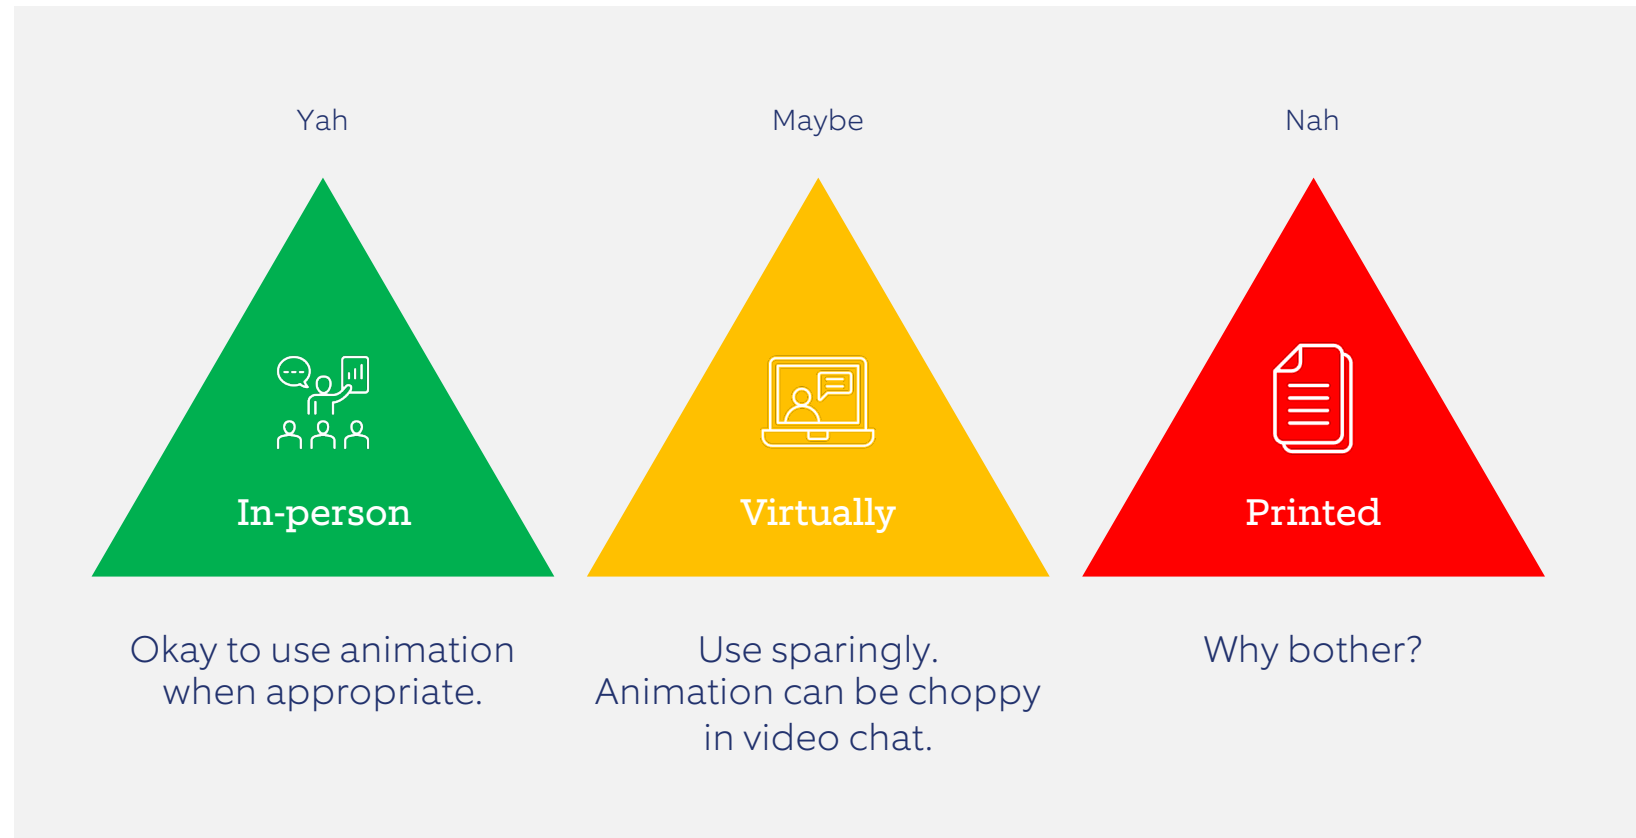 Yah
Maybe
Nah
In-person
Virtually
Printed
Okay to use animation
when appropriate.
Use sparingly.
Animation can be choppy
in video chat.
Why bother?